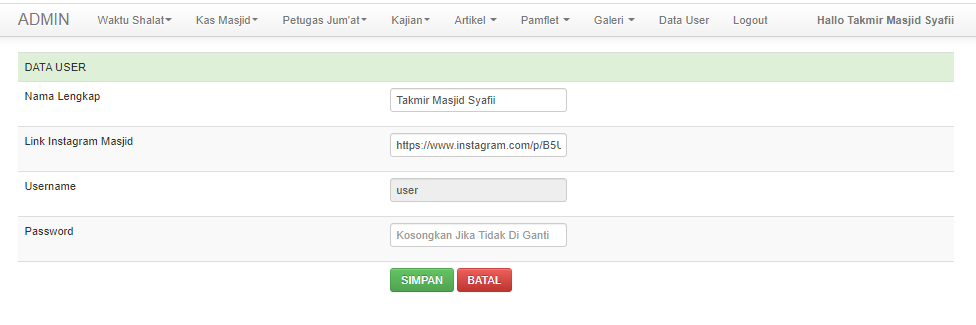 ADMIN Waktu Shalat Kas Masjid Petugas Jum'at Kajian Artikel Pamflet Galeri Data User Logout Hallo Takmir Masjid Syafii
DATA USER
Nama Lengkap Takmir Masjid Syafii
Link Instagram Masjid https://www.instagram.com/p/B5U
Username user
Password Kosongkan Jika Tidak Di Ganti
SIMPAN BATAL